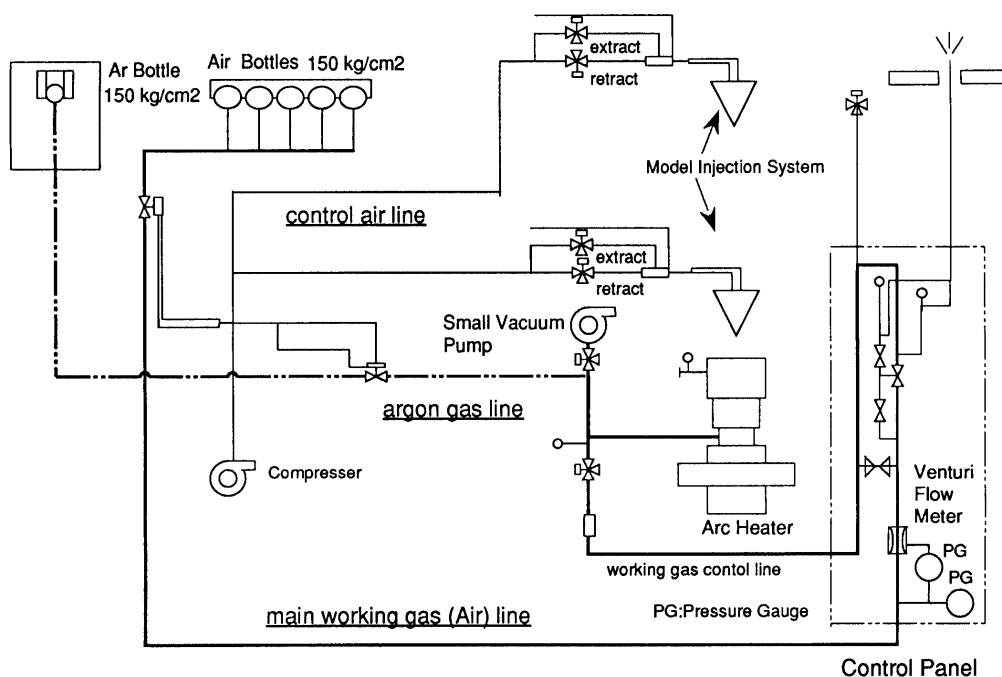 Ar Bottle
150 kg/cm2
Air Bottles 150 kg/cm2
extract
retract
Model Injection System
control air line
extract
retract
Small Vacuum
Pump
argon gas line
Compresser
Arc Heater
Venturi
Flow
Meter
PG
PG
working gas contol line
PG:Pressure Gauge
main working gas (Air) line
Control Panel